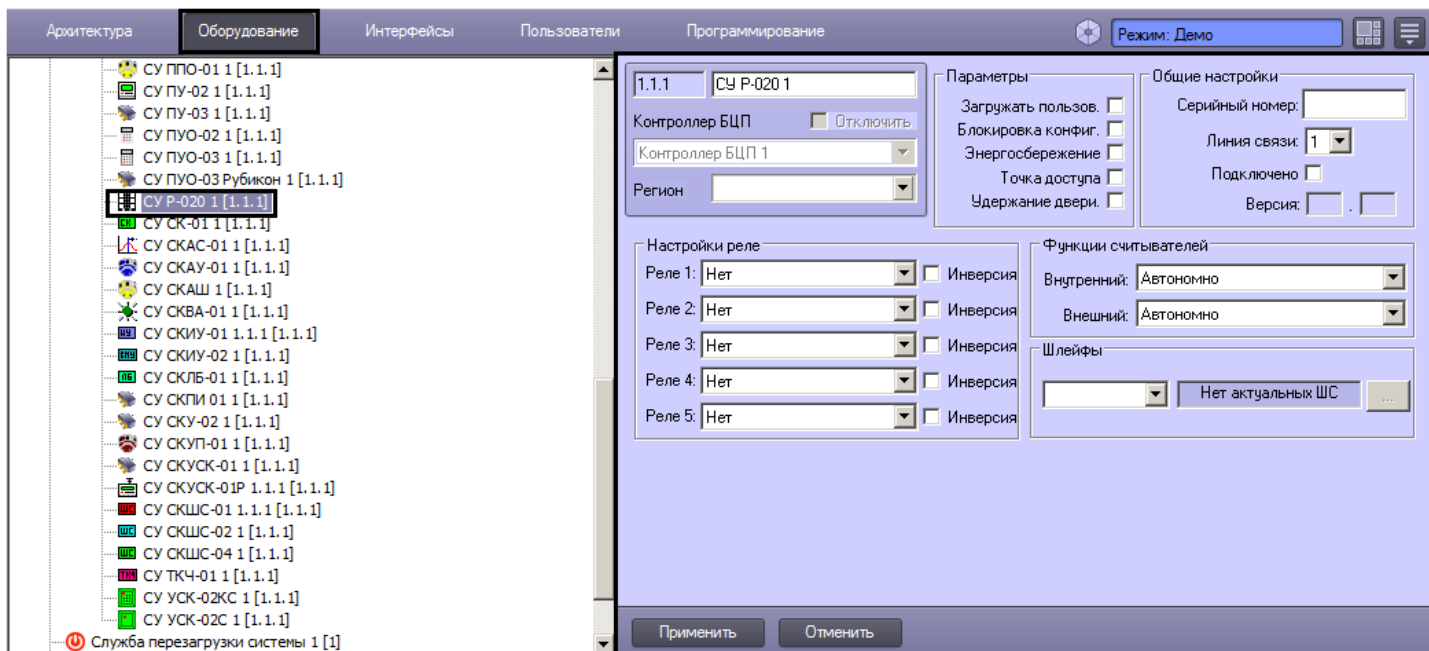 Архитектура Оборудование Интерфейсы Пользователи Программирование Режим: Демо
СУ ППО-01 1 [1.1.1]
СУ ПУ-02 1 [1.1.1]
СУ ПУ-03 1 [1.1.1]
СУ ПУО-02 1 [1.1.1]
СУ ПУО-03 1 [1.1.1]
СУ ПУО-03 Рубикон 1 [1.1.1]
СУ Р-020 1 [1.1.1]
СУ СК-01 1 [1.1.1]
СУ СКАС-01 1 [1.1.1]
СУ СКАУ-01 1 [1.1.1]
СУ СКАШ 1 [1.1.1]
СУ СКВА-01 1 [1.1.1]
СУ СКИУ-01 1.1.1 [1.1.1]
СУ СКИУ-02 1 [1.1.1]
СУ СКЛБ-01 1 [1.1.1]
СУ СКПИ 01 1 [1.1.1]
СУ СКУ-02 1 [1.1.1]
СУ СКУП-01 1 [1.1.1]
СУ СКУСК-01 1 [1.1.1]
СУ СКУСК-01Р 1.1.1 [1.1.1]
СУ СКШС-01 1.1.1 [1.1.1]
СУ СКШС-02 1 [1.1.1]
СУ СКШС-04 1 [1.1.1]
СУ ТКЧ-01 1 [1.1.1]
СУ УСК-02КС 1 [1.1.1]
СУ УСК-02С 1 [1.1.1]
Служба перезагрузки системы 1 [1]
1.1.1 СУ Р-020 1
Контроллер БЦП Отключить
Контроллер БЦП 1
Регион
Параметры
Загружать пользов.
Блокировка конфиг.
Энергосбережение
Точка доступа
Удержание двери.
Общие настройки
Серийный номер:
Линия связи: 1
Подключено
Версия: .
Настройки реле
Реле 1: Нет Инверсия
Реле 2: Нет Инверсия
Реле 3: Нет Инверсия
Реле 4: Нет Инверсия
Реле 5: Нет Инверсия
Функции считывателей
Внутренний: Автономно
Внешний: Автономно
Шлейфы
Нет актуальных ШС ...
Применить Отменить